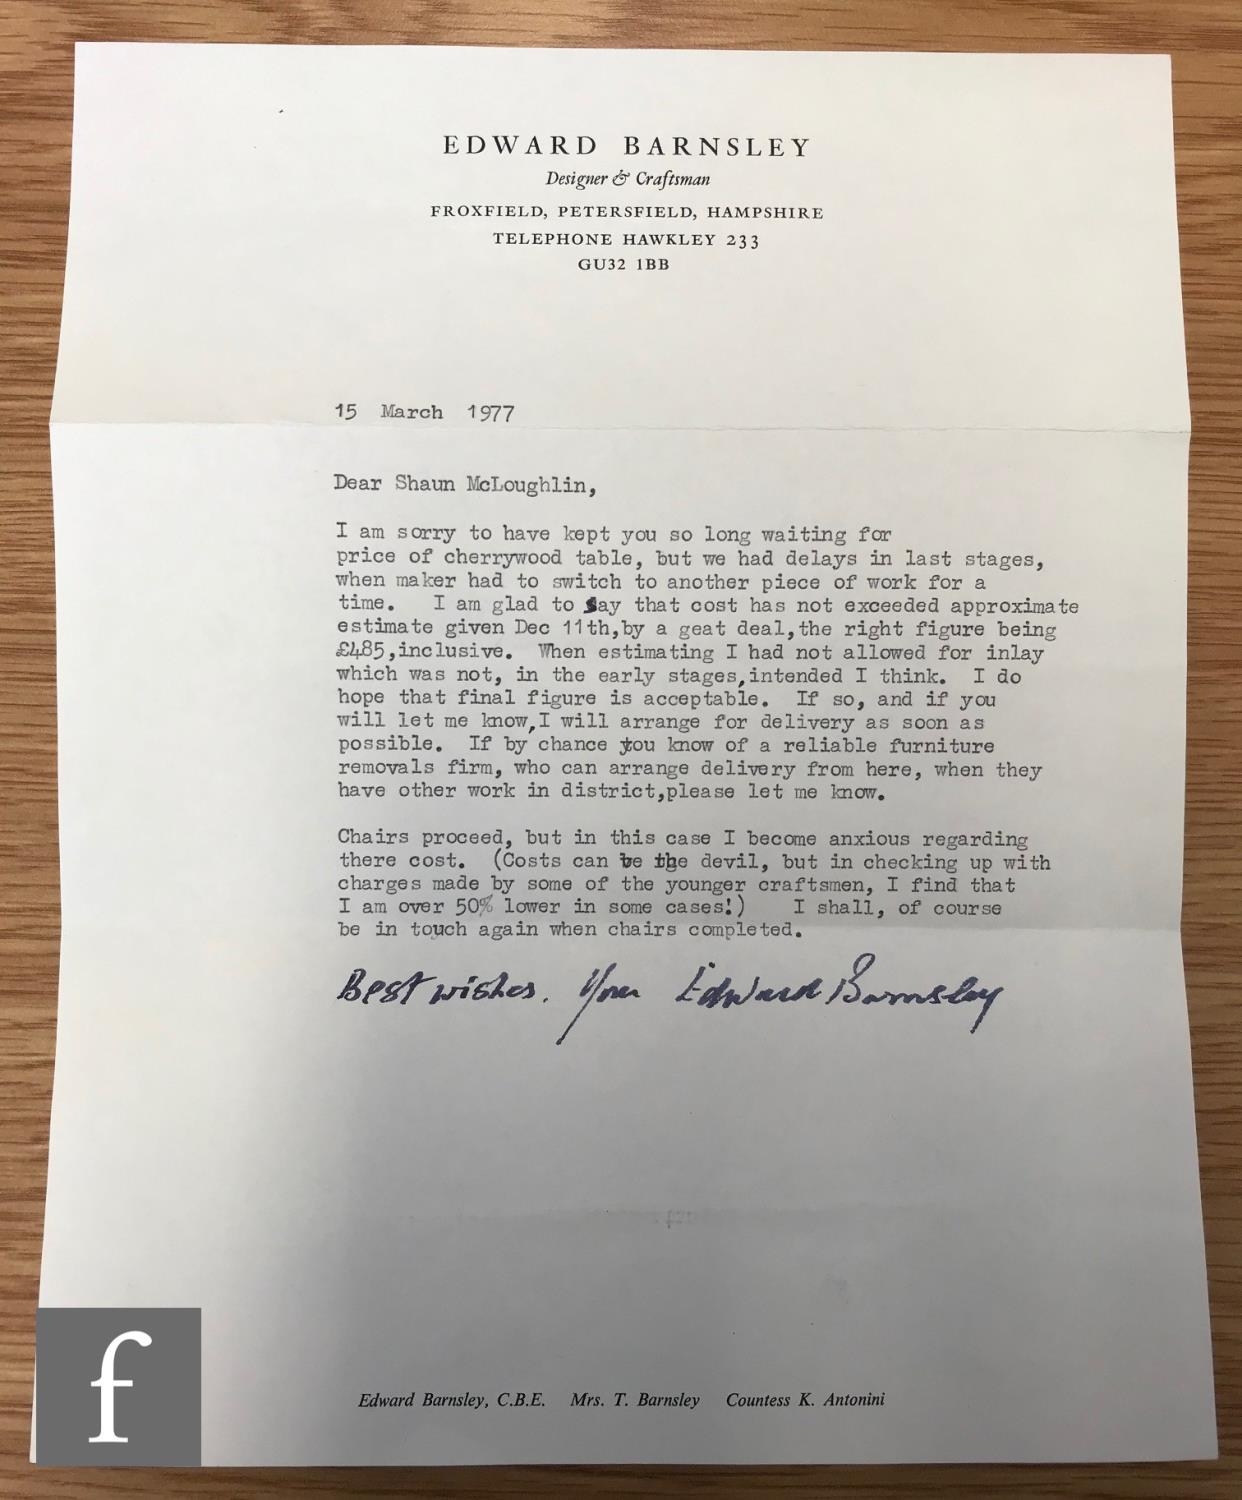 EDWARD BARNSLEY
Designer & Craftsman
FROXFIELD, PETERSFIELD, HAMPSHIRE
TELEPHONE HAWKLEY 233
GU32 1BB
15 March 1977
Dear Shaun McLoughlin,
I am sorry to have kept you so long waiting for
price of cherrywood table, but we had delays in last stages,
when maker had to switch to another piece of work for a
time. I am glad to say that cost has not exceeded approximate
estimate given Dec 11th,by a geat deal,the right figure being
£485,inclusive. When estimating I had not allowed for inlay
which was not, in the early stages,intended I think. I do
hope that final figure is acceptable. If so, and if you
will let me know,I will arrange for delivery as soon as
possible. If by chance you know of a reliable furniture
removals firm, who can arrange delivery from here, when they
have other work in district,please let me know.
Chairs proceed, but in this case I become anxious regarding
there cost. (Costs can be the devil, but in checking up with
charges made by some of the younger craftsmen, I find that
I am over 50% lower in some cases!) I shall, of course
be in touch again when chairs completed.
Best wishes. Your Edward Barnsley
Edward Barnsley, C.B.E. Mrs. T. Barnsley Countess K. Antonini
f